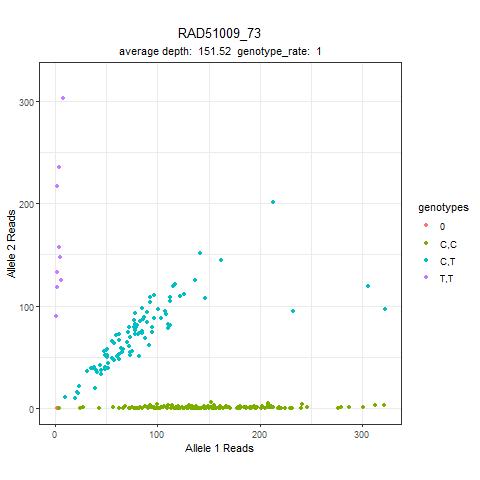 RAD51009_73
average depth: 151.52 genotype_rate: 1
300
200
100
0
Allele 2 Reads
0 100 200 300
Allele 1 Reads
genotypes
0
C,C
C,T
T,T